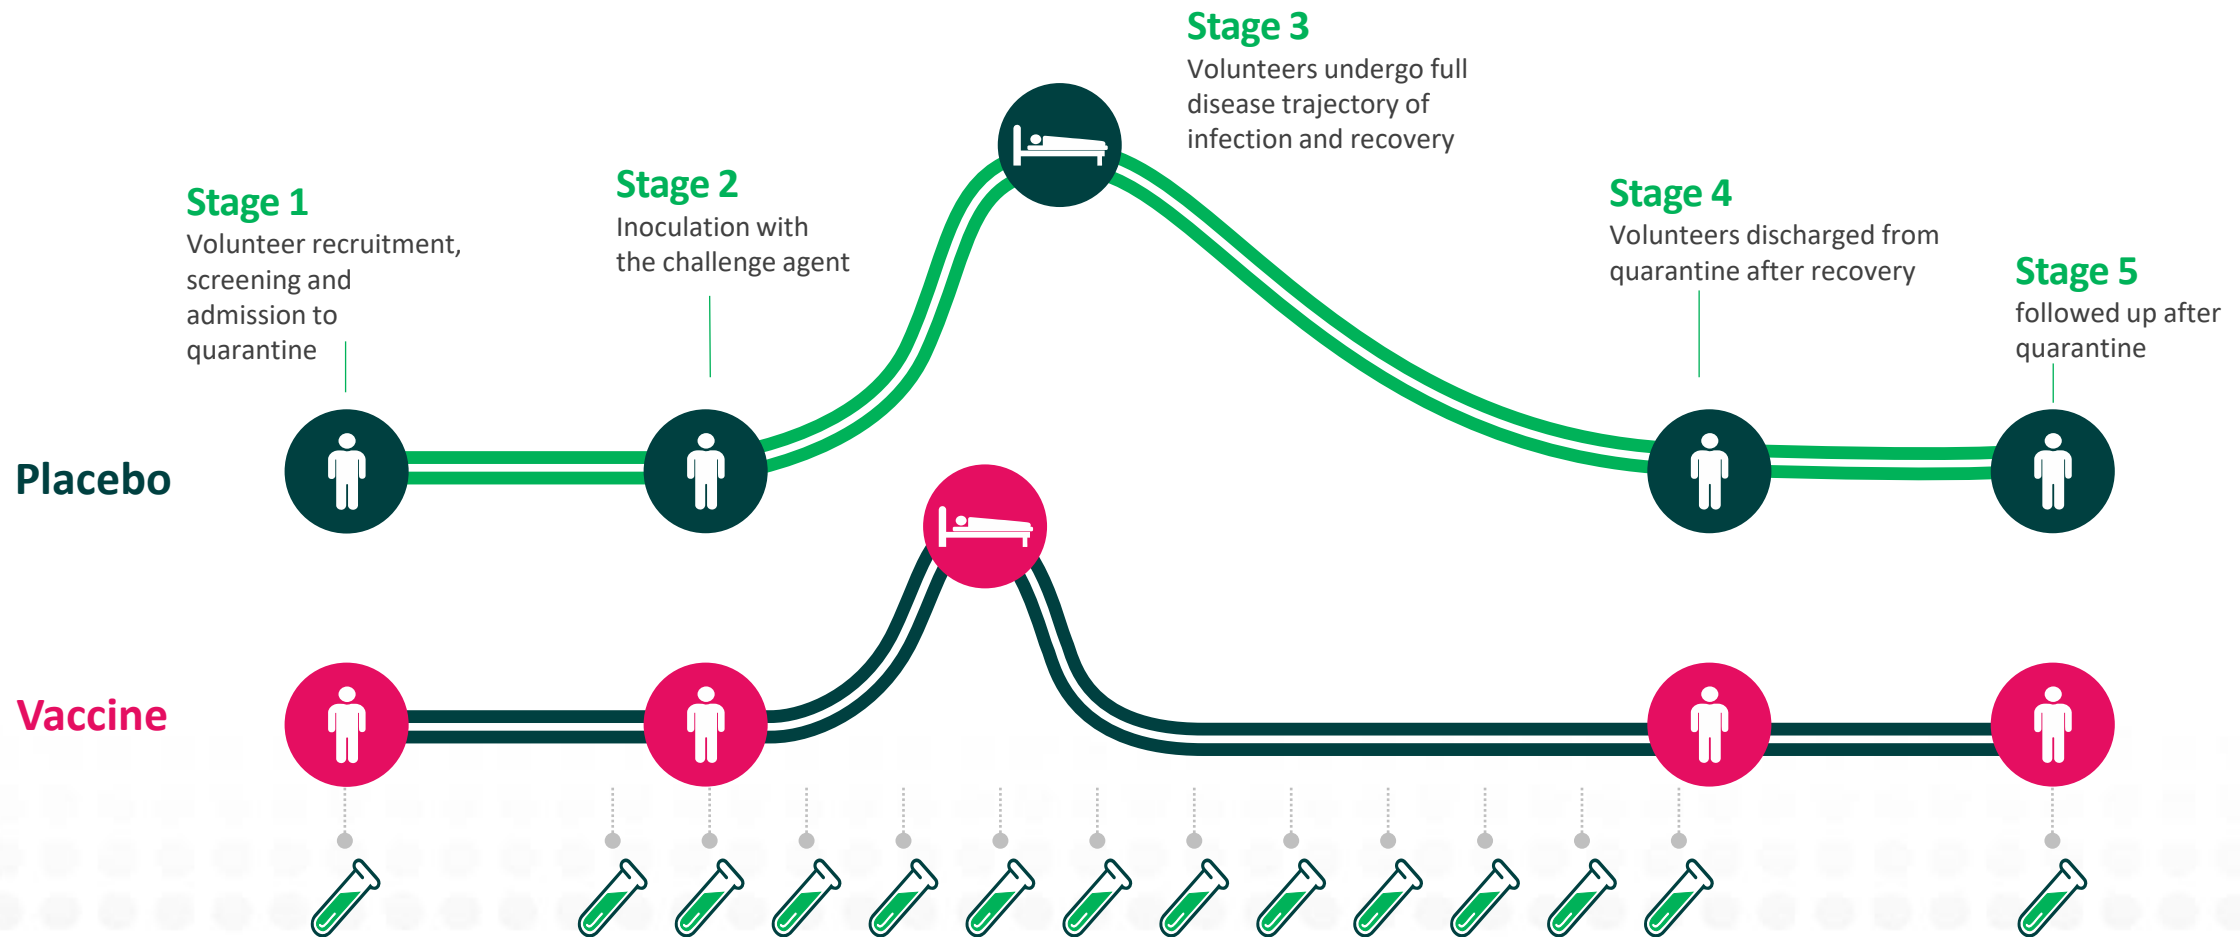 Stage 1
Volunteer recruitment,
screening and
admission to
quarantine
Stage 2
Inoculation with
the challenge agent
Stage 3
Volunteers undergo full
disease trajectory of
infection and recovery
Stage 4
Volunteers discharged from
quarantine after recovery
Stage 5
followed up after
quarantine
Placebo
Vaccine